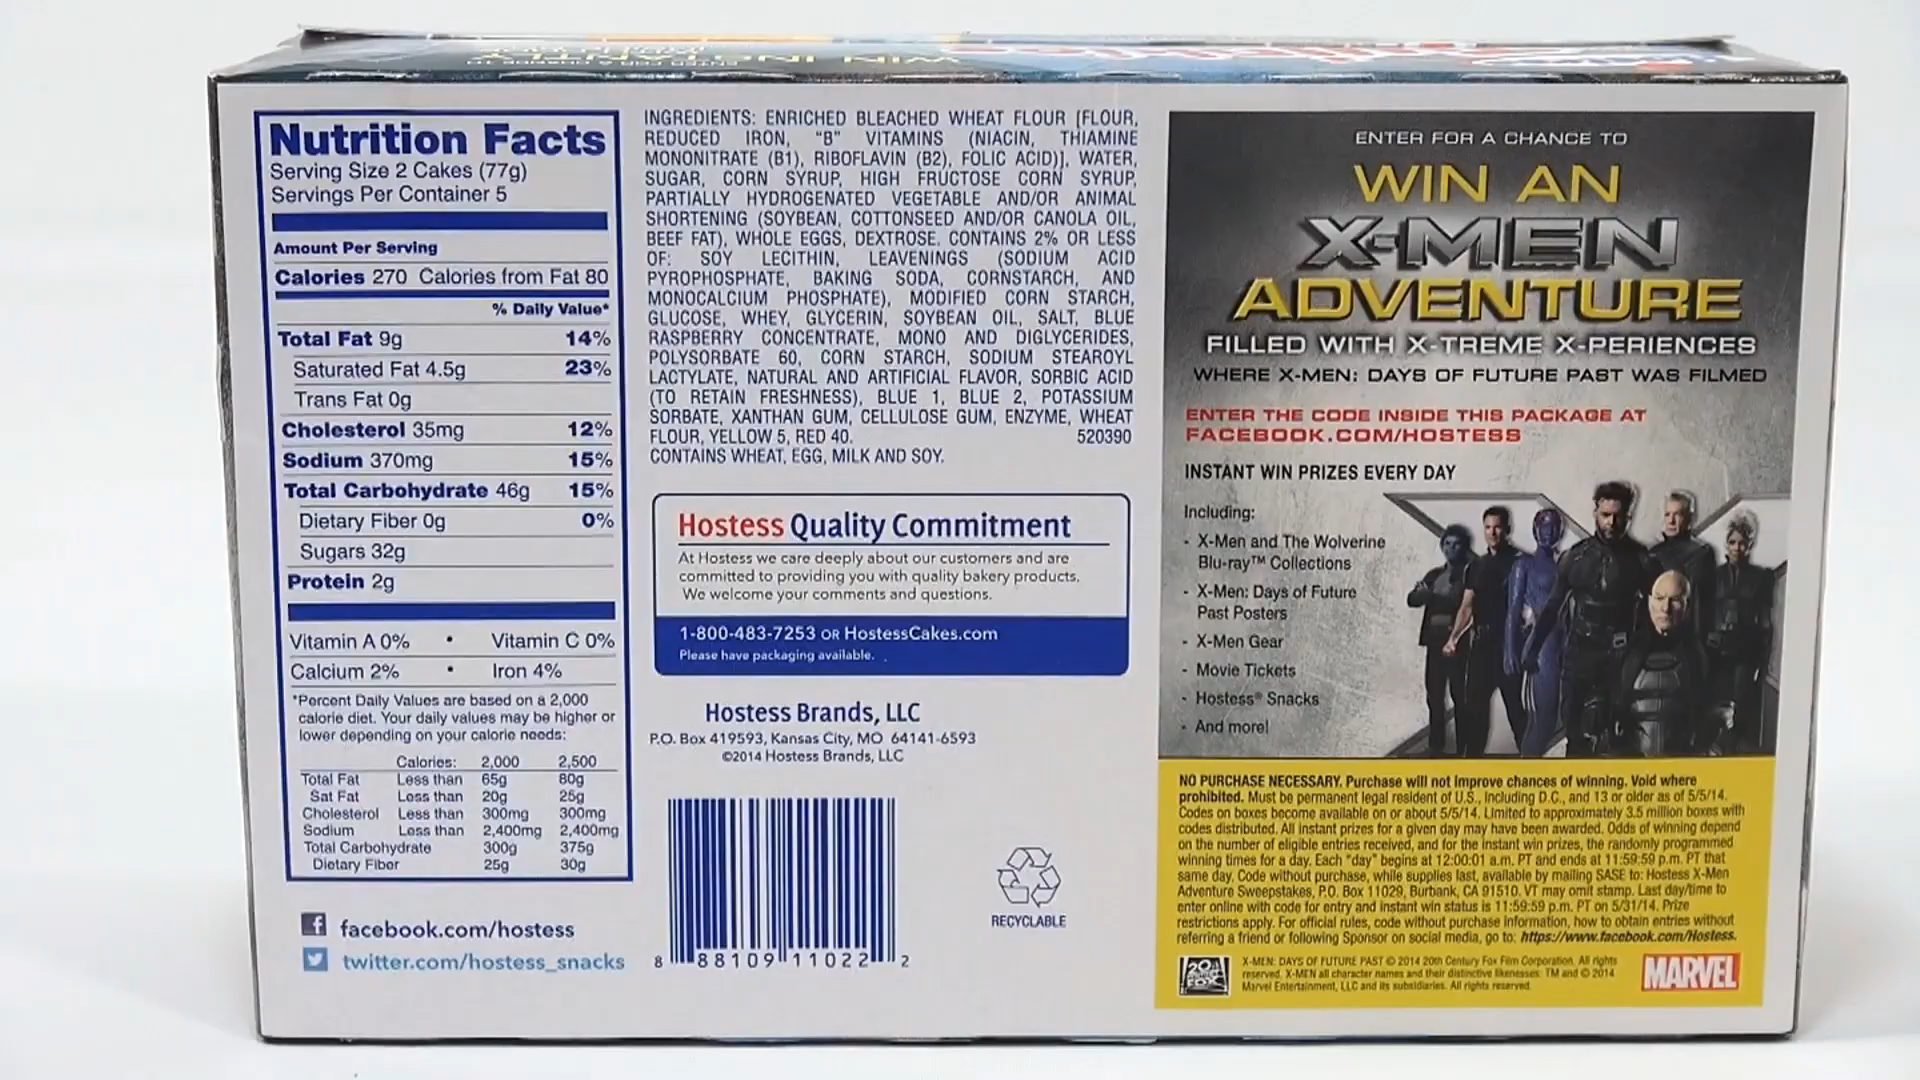 Nutrition Facts
Serving Size 2 Cakes (77g)
Servings Per Container 5
Amount Per Serving
Calories 270 Calories from Fat 80
% Daily Value*
Total Fat 9g 14%
Saturated Fat 4.5g 23%
Trans Fat 0g
Cholesterol 35mg 12%
Sodium 370mg 15%
Total Carbohydrate 46g 15%
Dietary Fiber 0g 0%
Sugars 32g
Protein 2g
Vitamin A 0% • Vitamin C 0%
Calcium 2% • Iron 4%
*Percent Daily Values are based on a 2,000
calorie diet. Your daily values may be higher or
lower depending on your calorie needs:
Calories: 2,000 2,500
Total Fat Less than 65g 80g
Sat Fat Less than 20g 25g
Cholesterol Less than 300mg 300mg
Sodium Less than 2,400mg 2,400mg
Total Carbohydrate 300g 375g
Dietary Fiber 25g 30g
facebook.com/hostess
twitter.com/hostess_snacks
INGREDIENTS: ENRICHED BLEACHED WHEAT FLOUR [FLOUR,
REDUCED IRON, “B” VITAMINS (NIACIN, THIAMINE
MONONITRATE (B1), RIBOFLAVIN (B2), FOLIC ACID)], WATER,
SUGAR, CORN SYRUP, HIGH FRUCTOSE CORN SYRUP,
PARTIALLY HYDROGENATED VEGETABLE AND/OR ANIMAL
SHORTENING (SOYBEAN, COTTONSEED AND/OR CANOLA OIL,
BEEF FAT), WHOLE EGGS, DEXTROSE. CONTAINS 2% OR LESS
OF: SOY LECITHIN, LEAVENINGS (SODIUM ACID
PYROPHOSPHATE, BAKING SODA, CORNSTARCH, AND
MONOCALCIUM PHOSPHATE), MODIFIED CORN STARCH,
GLUCOSE, WHEY, GLYCERIN, SOYBEAN OIL, SALT, BLUE
RASPBERRY CONCENTRATE, MONO AND DIGLYCERIDES,
POLYSORBATE 60, CORN STARCH, SODIUM STEAROYL
LACTYLATE, NATURAL AND ARTIFICIAL FLAVOR, SORBIC ACID
(TO RETAIN FRESHNESS), BLUE 1, BLUE 2, POTASSIUM
SORBATE, XANTHAN GUM, CELLULOSE GUM, ENZYME, WHEAT
FLOUR, YELLOW 5, RED 40. 520390
CONTAINS WHEAT, EGG, MILK AND SOY.
Hostess Quality Commitment
At Hostess we care deeply about our customers and are
committed to providing you with quality bakery products.
We welcome your comments and questions.
1-800-483-7253 OR HostessCakes.com
Please have packaging available.
Hostess Brands, LLC
P.O. Box 419593, Kansas City, MO 64141-6593
©2014 Hostess Brands, LLC
8 88109 11022 2
RECYCLABLE
ENTER FOR A CHANCE TO
WIN AN
X-MEN
ADVENTURE
FILLED WITH X-TREME X-PERIENCES
WHERE X-MEN: DAYS OF FUTURE PAST WAS FILMED
ENTER THE CODE INSIDE THIS PACKAGE AT
FACEBOOK.COM/HOSTESS
INSTANT WIN PRIZES EVERY DAY
Including:
- X-Men and The Wolverine
Blu-ray™ Collections
- X-Men: Days of Future
Past Posters
- X-Men Gear
- Movie Tickets
- Hostess® Snacks
- And more!
NO PURCHASE NECESSARY. Purchase will not improve chances of winning. Void where
prohibited. Must be permanent legal resident of U.S., including D.C., and 13 or older as of 5/5/14.
Codes on boxes become available on or about 5/5/14. Limited to approximately 3.5 million boxes with
codes distributed. All instant prizes for a given day may have been awarded. Odds of winning depend
on the number of eligible entries received, and for the instant win prizes, the randomly programmed
winning times for a day. Each "day" begins at 12:00:01 a.m. PT and ends at 11:59:59 p.m. PT that
same day. Code without purchase, while supplies last, available by mailing SASE to: Hostess X-Men
Adventure Sweepstakes, P.O. Box 11029, Burbank, CA 91510. VT may omit stamp. Last day/time to
enter online with code for entry and instant win status is 11:59:59 p.m. PT on 5/31/14. Prize
restrictions apply. For official rules, code without purchase information, how to obtain entries without
referring a friend or following Sponsor on social media, go to: https://www.facebook.com/Hostess.
20th
CENTURY
FOX
X-MEN: DAYS OF FUTURE PAST © 2014 20th Century Fox Film Corporation. All rights
reserved. X-MEN all character names and their distinctive likenesses: TM and © 2014
Marvel Entertainment, LLC and its subsidiaries. All rights reserved.
MARVEL